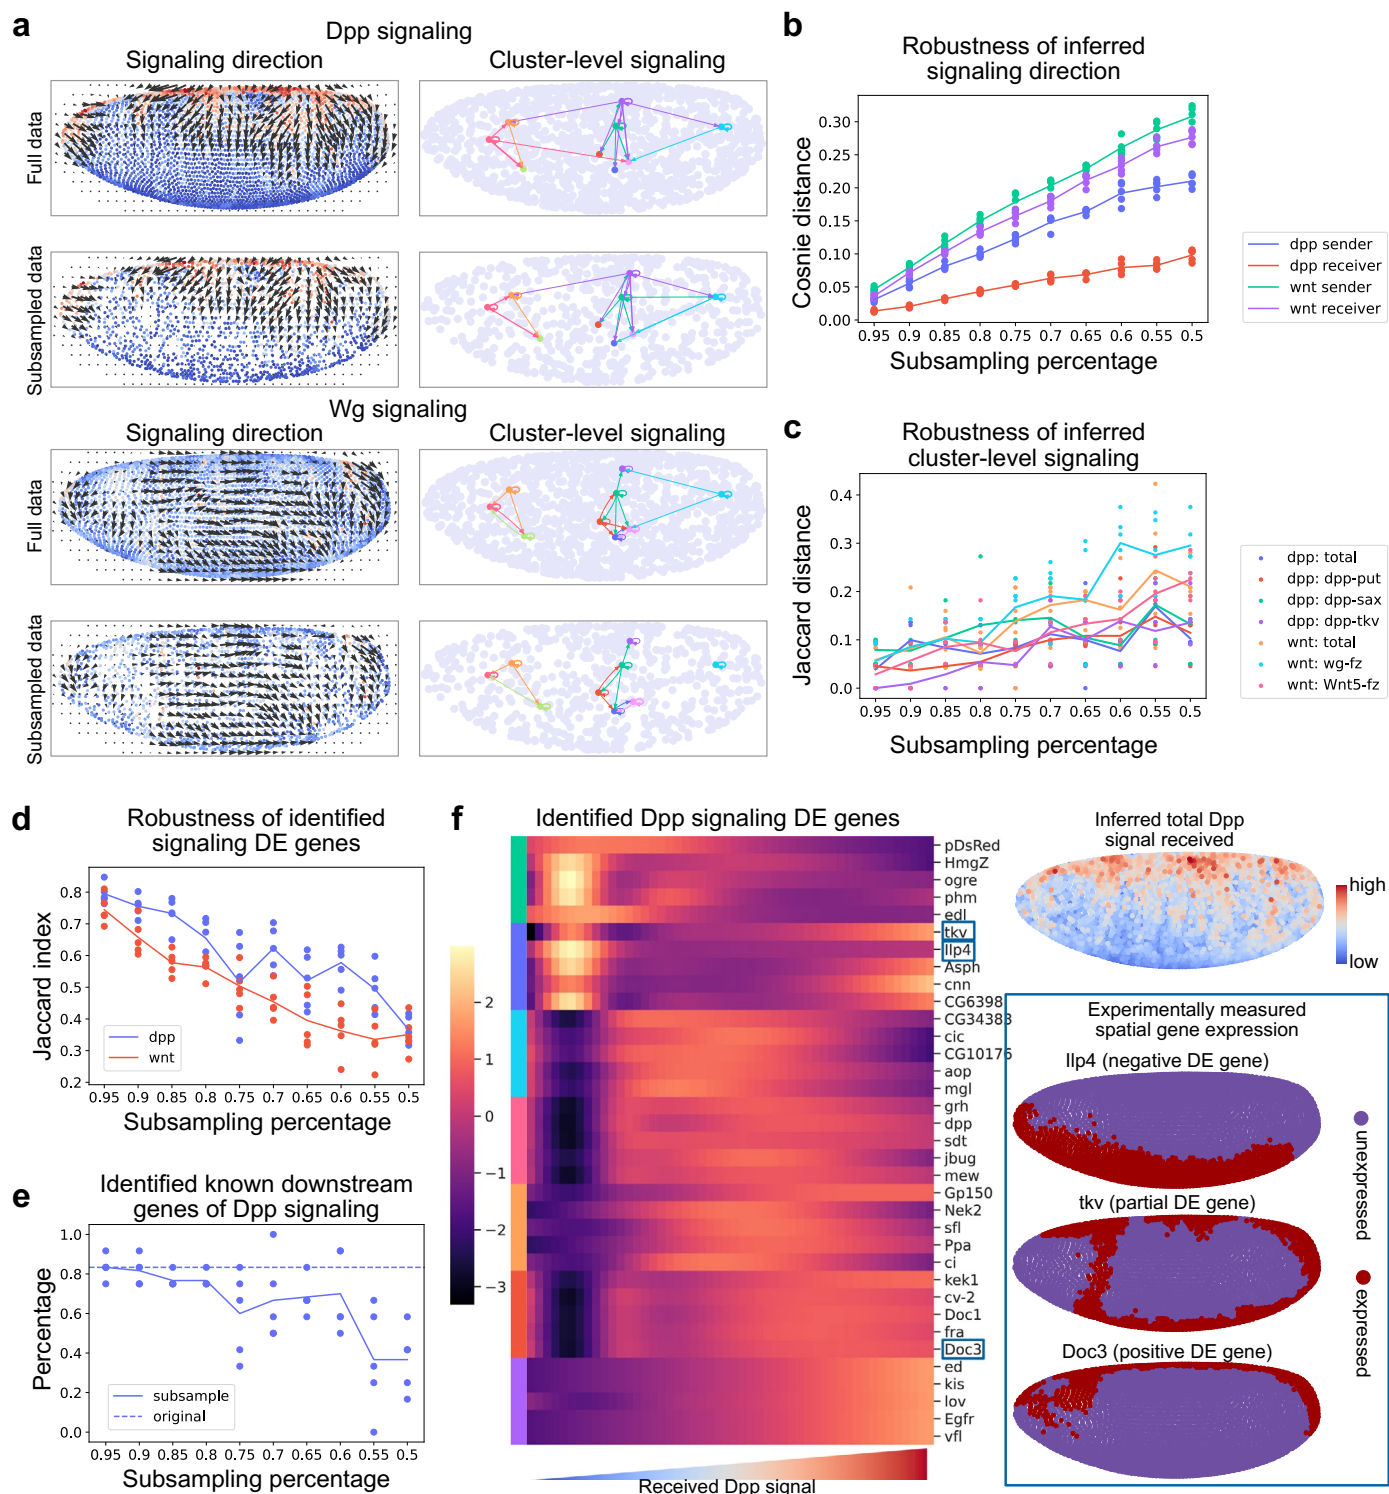 a
Dpp signaling
Signaling direction
Cluster-level signaling
Full data
Subsampled data
Wg signaling
Signaling direction
Cluster-level signaling
Full data
Subsampled data
b
Robustness of inferred
signaling direction
Cosnie distance
0.30
0.25
0.20
0.15
0.10
0.05
0.00
0.95 0.9 0.85 0.8 0.75 0.7 0.65 0.6 0.55 0.5
Subsampling percentage
dpp sender
dpp receiver
wnt sender
wnt receiver
c
Robustness of inferred
cluster-level signaling
Jaccard distance
0.4
0.3
0.2
0.1
0.0
0.95 0.9 0.85 0.8 0.75 0.7 0.65 0.6 0.55 0.5
Subsampling percentage
dpp: total
dpp: dpp-put
dpp: dpp-sax
dpp: dpp-tkv
wnt: total
wnt: wg-fz
wnt: Wnt5-fz
d
Robustness of identified
signaling DE genes
Jaccard index
0.8
0.7
0.6
0.5
0.4
0.3
0.2
dpp
wnt
0.95 0.9 0.85 0.8 0.75 0.7 0.65 0.6 0.55 0.5
Subsampling percentage
e
Identified known downstream
genes of Dpp signaling
Percentage
1.0
0.8
0.6
0.4
0.2
0.0
subsample
original
0.95 0.9 0.85 0.8 0.75 0.7 0.65 0.6 0.55 0.5
Subsampling percentage
f
Identified Dpp signaling DE genes
2
1
0
−1
−2
−3
pDsRed
HmgZ
ogre
phm
edl
tkv
Ilp4
Asph
cnn
CG6398
CG34383
cic
CG10176
aop
mgl
grh
dpp
sdt
jbug
mew
Gp150
Nek2
sfl
Ppa
ci
kek1
cv-2
Doc1
fra
Doc3
ed
kis
lov
Egfr
vfl
Received Dpp signal
Inferred total Dpp
signal received
high
low
Experimentally measured
spatial gene expression
Ilp4 (negative DE gene)
tkv (partial DE gene)
Doc3 (positive DE gene)
unexpressed
expressed